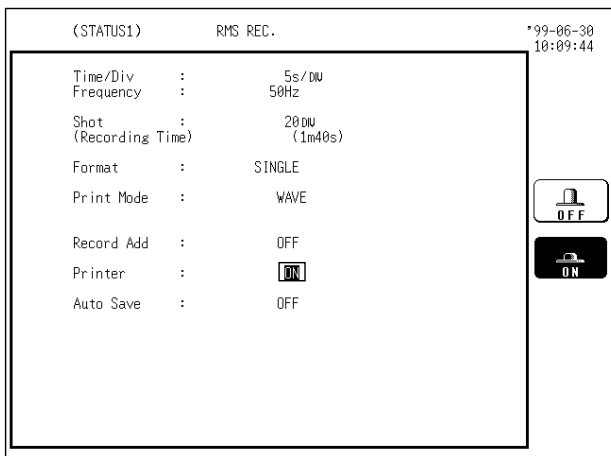 (STATUS1) RMS REC. '99-06-30
10:09:44
Time/Div : 5s/DIV
Frequency : 50Hz
Shot : 20DIV
(Recording Time) (1m40s)
Format : SINGLE
Print Mode : WAVE
OFF
Record Add : OFF
Printer : ON
ON
Auto Save : OFF